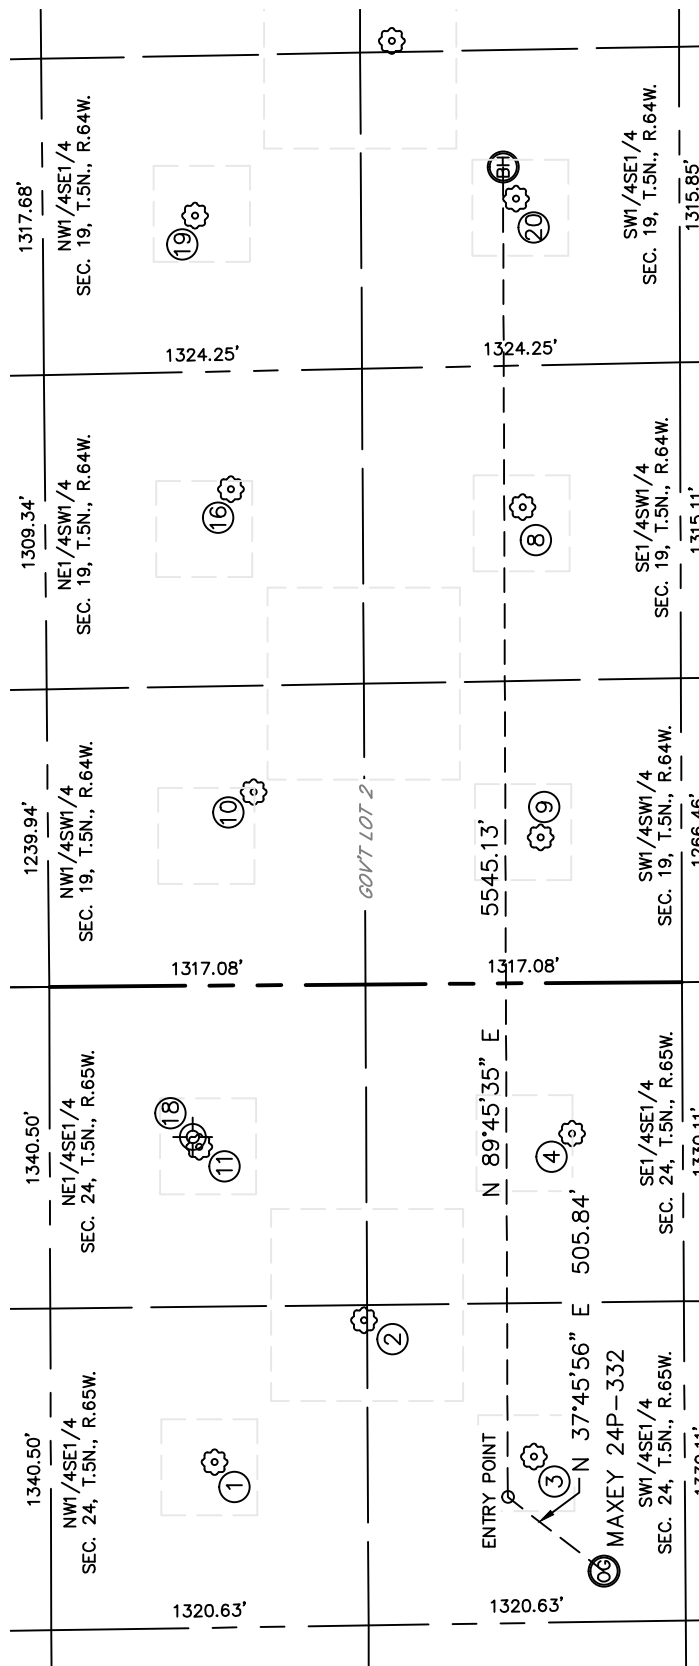 1317.68'
NW1/4SE1/4
SEC. 19, T.5N., R.64W.
19
1324.25'
BH
20
SW1/4SE1/4
SEC. 19, T.5N., R.64W.
1315.85'
1324.25'
1309.34'
NE1/4SW1/4
SEC. 19, T.5N., R.64W.
16
8
SE1/4SW1/4
SEC. 19, T.5N., R.64W.
1315.11'
1239.94'
NW1/4SW1/4
SEC. 19, T.5N., R.64W.
10
GOV'T LOT 2
5545.13'
9
SW1/4SW1/4
SEC. 19, T.5N., R.64W.
1266.46'
1317.08'
1317.08'
1340.50'
NE1/4SE1/4
SEC. 24, T.5N., R.65W.
18
11
N 89°45'35" E
4
SE1/4SE1/4
SEC. 24, T.5N., R.65W.
2
1340.50'
NW1/4SE1/4
SEC. 24, T.5N., R.65W.
1
ENTRY POINT
3
N 37°45'56" E 505.84'
OG
MAXEY 24P-332
SW1/4SE1/4
SEC. 24, T.5N., R.65W.
1320.63'
1320.63'